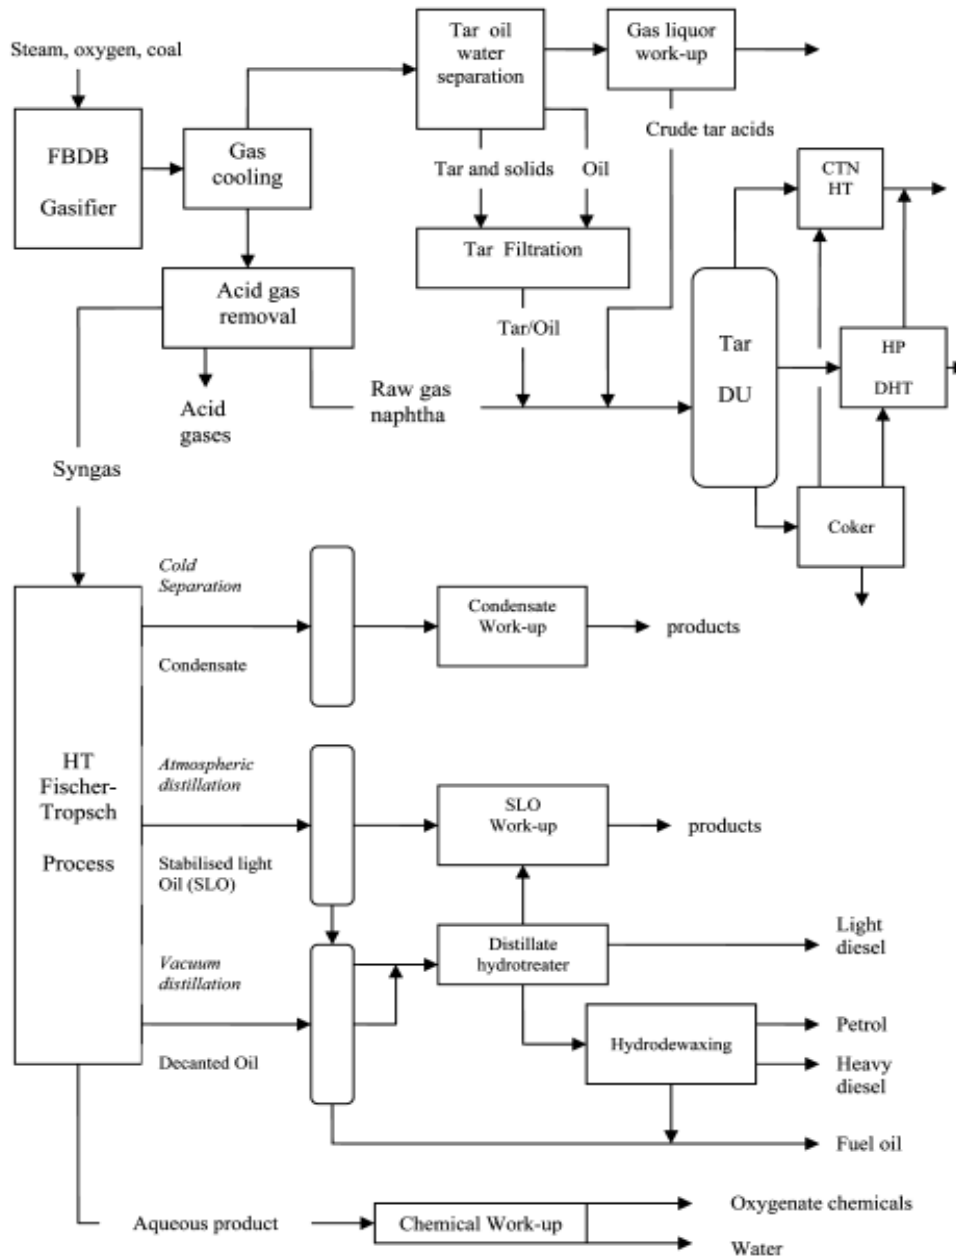 Steam, oxygen, coal
FBDB
Gasifier
Gas
cooling
Tar oil
water
separation
Gas liquor
work-up
Crude tar acids
Tar and solids
Oil
Tar Filtration
Tar/Oil
Acid gas
removal
Acid
gases
Raw gas
naphtha
Tar
DU
CTN
HT
HP
DHT
Coker
Syngas
HT
Fischer-
Tropsch
Process
Cold
Separation
Condensate
Condensate
Work-up
products
Atmospheric
distillation
Stabilised light
Oil (SLO)
SLO
Work-up
products
Vacuum
distillation
Decanted Oil
Distillate
hydrotreater
Light
diesel
Hydrodewaxing
Petrol
Heavy
diesel
Fuel oil
Aqueous product
Chemical Work-up
Oxygenate chemicals
Water